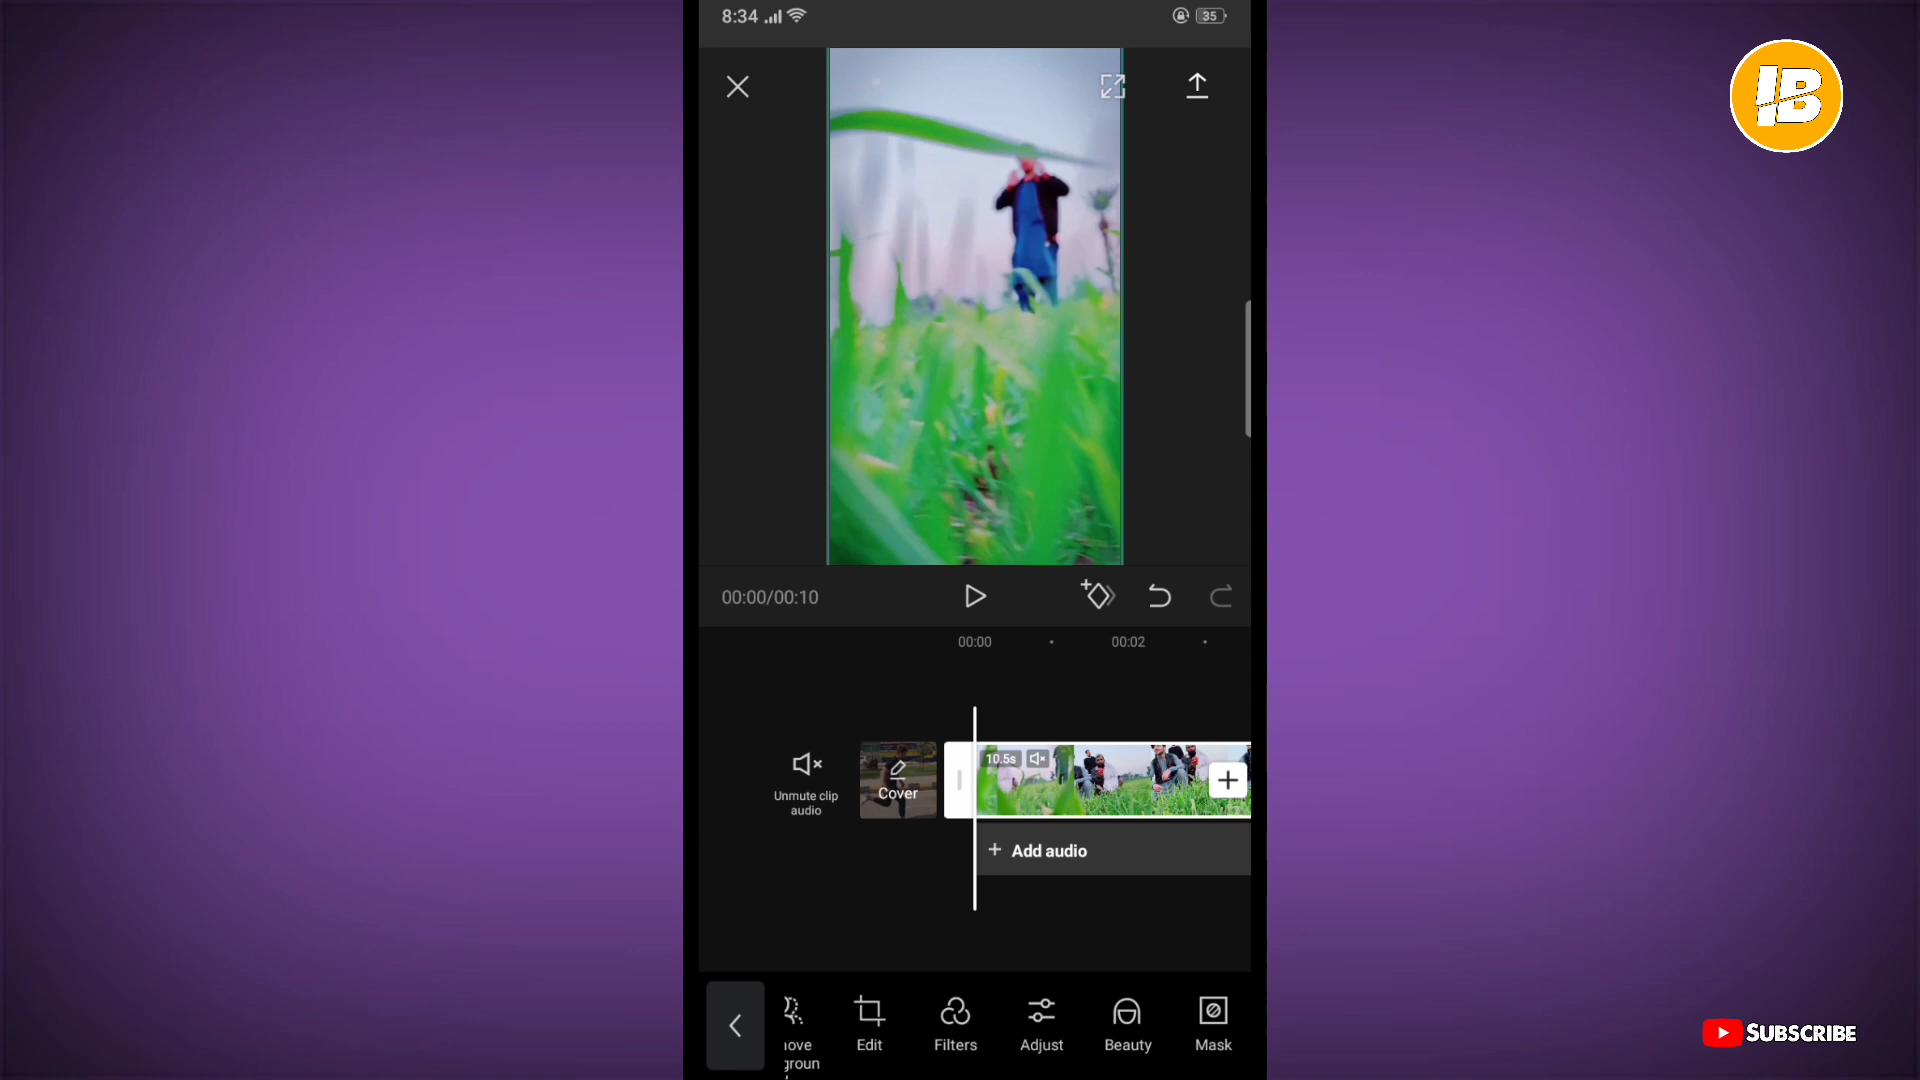 8:34
35
IB
00:00/00:10
00:00
00:02
10.5s
Unmute clip
audio
Cover
+ Add audio
Edit
Filters
Adjust
Beauty
Mask
SUBSCRIBE